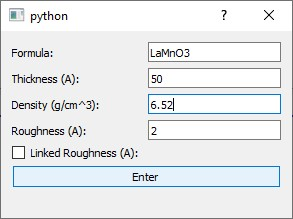 python
Formula: LaMnO3
Thickness (A): 50
Density (g/cm^3): 6.52
Roughness (A): 2
Linked Roughness (A):
Enter